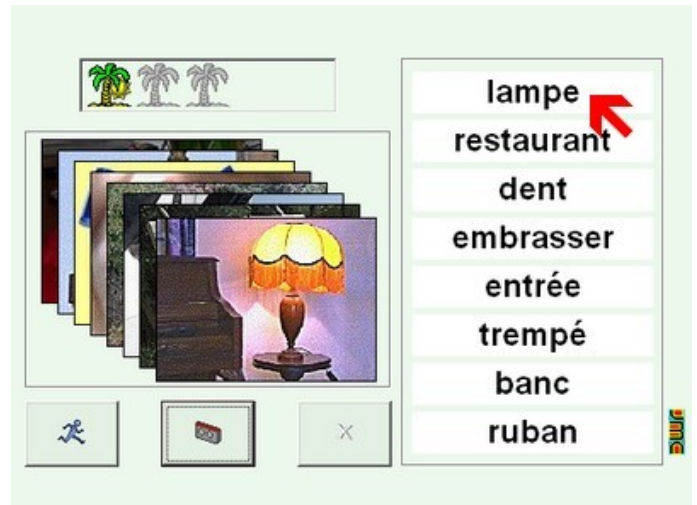 lampe
restaurant
dent
embrasser
entrée
trempé
banc
ruban